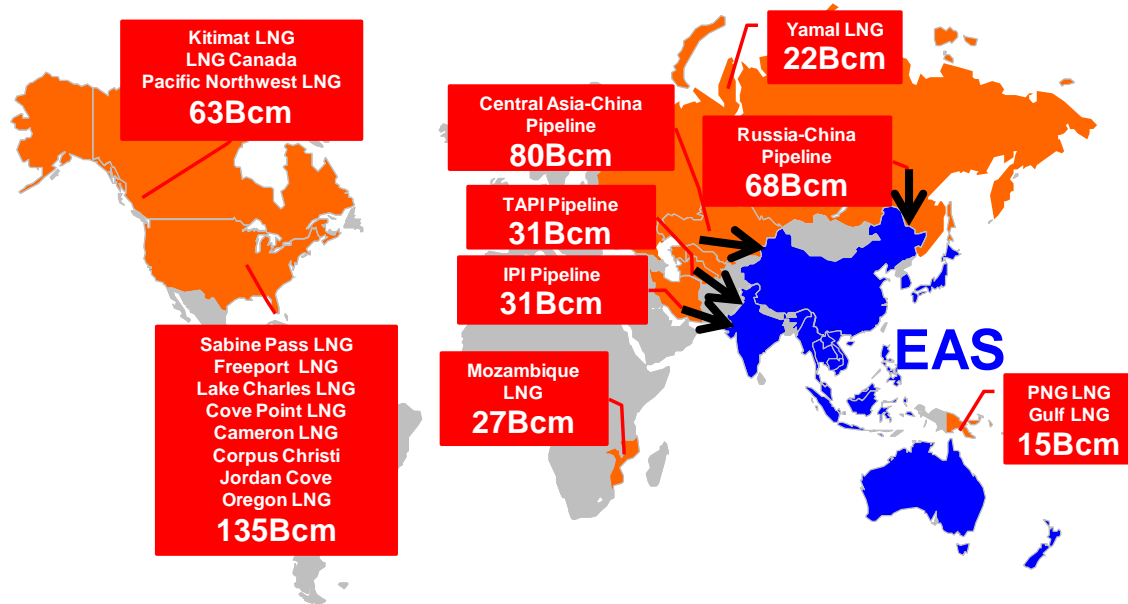 Kitimat LNG
LNG Canada
Pacific Northwest LNG
63Bcm
Yamal LNG
22Bcm
Central Asia-China
Pipeline
80Bcm
Russia-China
Pipeline
68Bcm
TAPI Pipeline
31Bcm
IPI Pipeline
31Bcm
Sabine Pass LNG
Freeport LNG
Lake Charles LNG
Cove Point LNG
Cameron LNG
Corpus Christi
Jordan Cove
Oregon LNG
135Bcm
Mozambique
LNG
27Bcm
EAS
PNG LNG
Gulf LNG
15Bcm